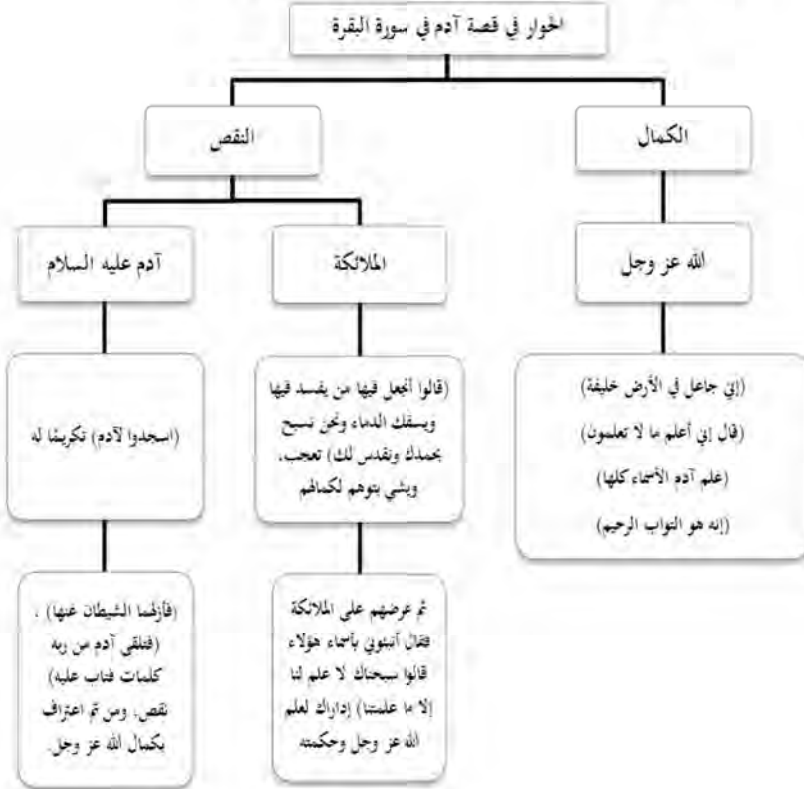 الحوار في قصة آدم في سورة البقرة
الكمال
النقص
الله عز وجل
الملائكة
آدم عليه السلام
(إني جاعل في الأرض خليفة)
(قال إني أعلم ما لا تعلمون)
(علم آدم الأسماء كلها)
(إنه هو التواب الرحيم)
(قالوا أتجعل فيها من يفسد فيها
ويسفك الدماء ونحن نسبح
بحمدك ونقدس لك) تعجب،
ويشي بتوهم لكمالهم
(اسجدوا لآدم) تكريمًا له
ثم عرضهم على الملائكة
فقال أنبئوني بأسماء هؤلاء
قالوا سبحانك لا علم لنا
إلا ما علمتنا) إداراك لعلم
الله عز وجل وحكمته
(فأزلهما الشيطان عنها) ،
(فتلقى آدم من ربه
كلمات فتاب عليه)
نقص، ومن ثم اعتراف
بكمال الله عز وجل.